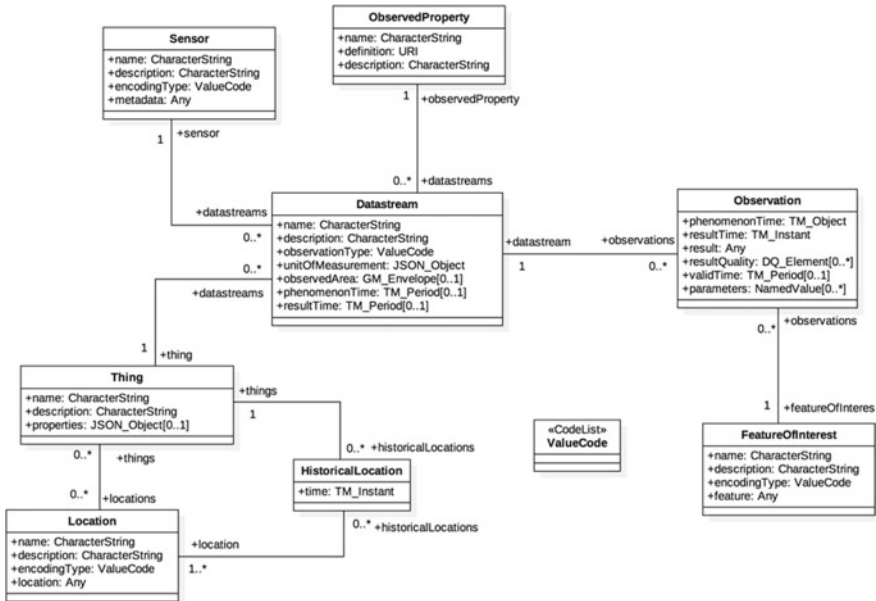 ObservedProperty
+name: CharacterString
+definition: URI
+description: CharacterString
Sensor
+name: CharacterString
+description: CharacterString
+encodingType: ValueCode
+metadata: Any
1
+observedProperty
1
+sensor
0..*
+datastreams
+datastreams
0..*
Datastream
+name: CharacterString
+description: CharacterString
+observationType: ValueCode
+unitOfMeasurement: JSON_Object
+observedArea: GM_Envelope[0..1]
+phenomenonTime: TM_Period[0..1]
+resultTime: TM_Period[0..1]
+datastream
1
+observations
0..*
Observation
+phenomenonTime: TM_Object
+resultTime: TM_Instant
+result: Any
+resultQuality: DQ_Element[0..*]
+validTime: TM_Period[0..1]
+parameters: NamedValue[0..*]
0..*
+datastreams
0..*
+observations
1
+thing
Thing
+name: CharacterString
+description: CharacterString
+properties: JSON_Object[0..1]
+things
1
0..*
+historicalLocations
HistoricalLocation
+time: TM_Instant
0..*
+historicalLocations
«CodeList»
ValueCode
1
+featureOfInteres
FeatureOfInterest
+name: CharacterString
+description: CharacterString
+encodingType: ValueCode
+feature: Any
0..*
+things
0..*
+locations
Location
+name: CharacterString
+description: CharacterString
+encodingType: ValueCode
+location: Any
+location
1..*